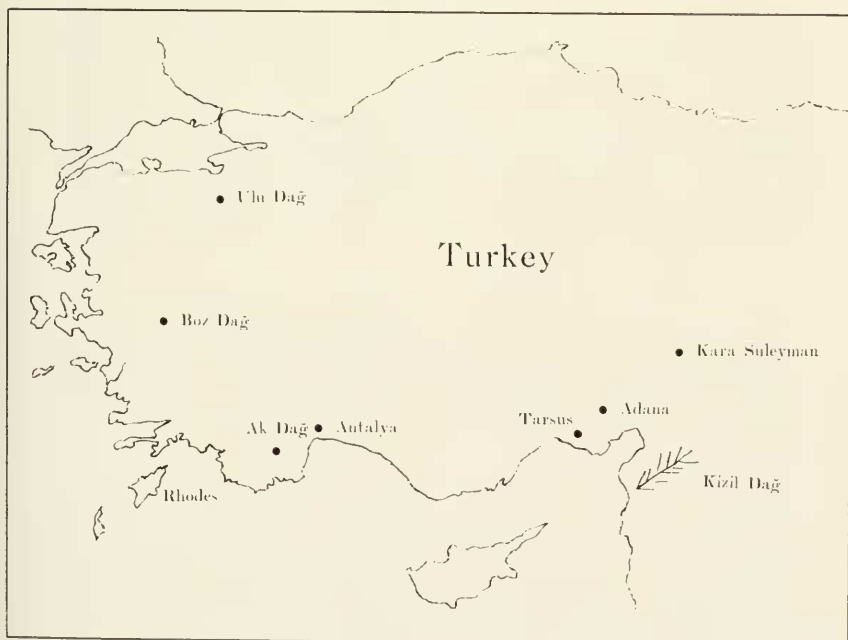 Ulu Dağ
Turkey
Boz Dağ
Kara Suleyman
Adana
Tarsus
Ak Dağ
Antalya
Kizil Dağ
Rhodes